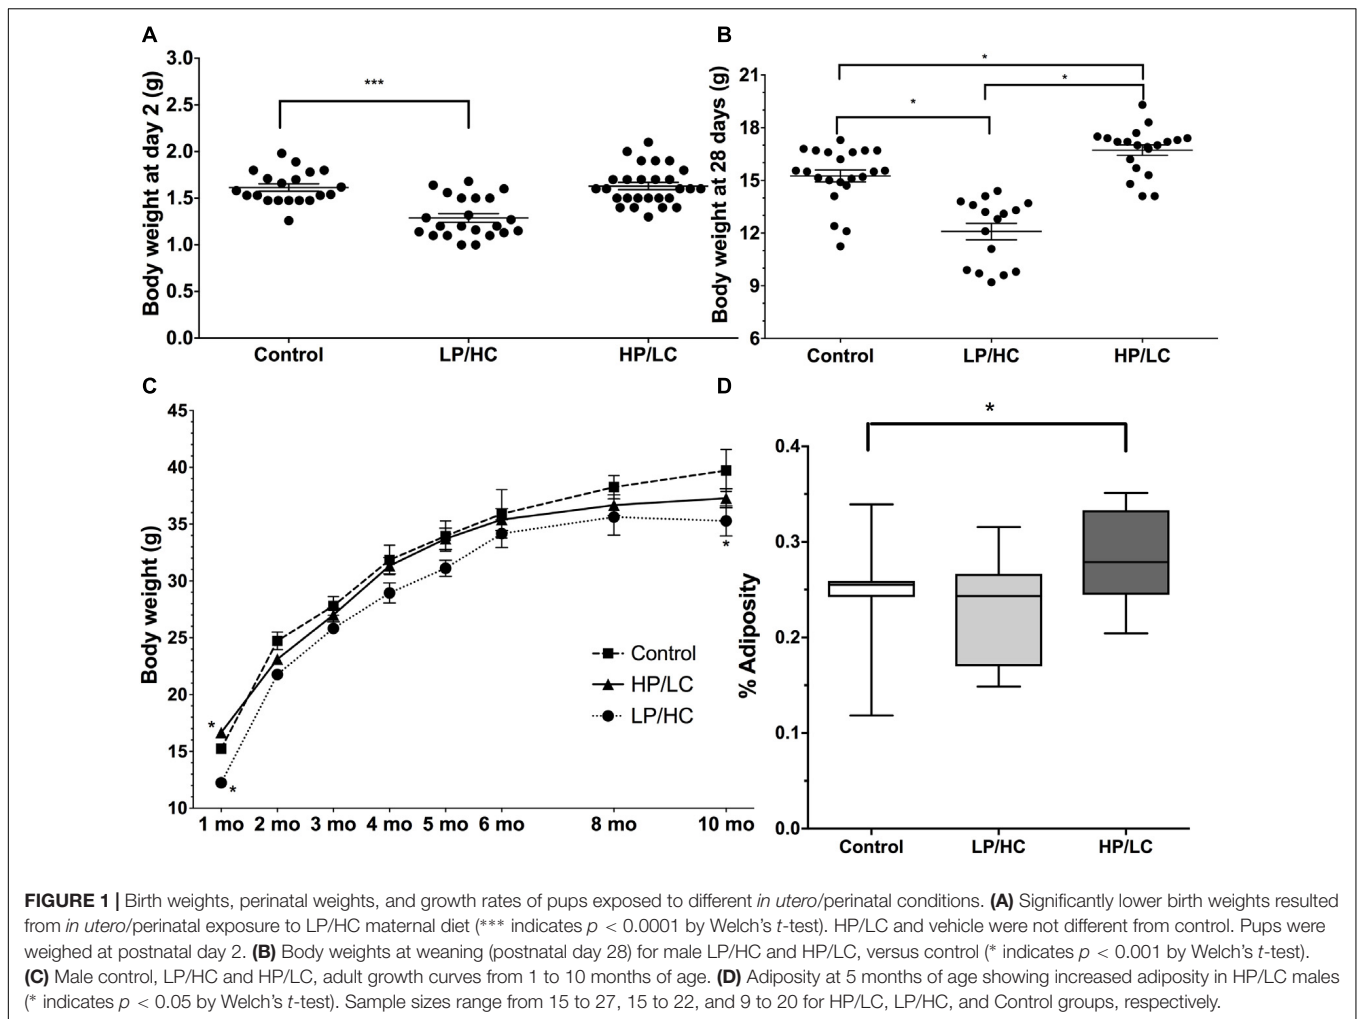 A
Body weight at day 2 (g)
3.0
2.5
2.0
1.5
1.0
0.5
0.0
***
Control
LP/HC
HP/LC
B
Body weight at 28 days (g)
21
18
15
12
9
6
*
*
*
Control
LP/HC
HP/LC
C
Body weight (g)
45
40
35
30
25
20
15
10
*
*
*
Control
HP/LC
LP/HC
1 mo 2 mo 3 mo 4 mo 5 mo 6 mo 8 mo 10 mo
D
% Adiposity
0.4
0.3
0.2
0.1
0.0
*
Control
LP/HC
HP/LC
FIGURE 1 | Birth weights, perinatal weights, and growth rates of pups exposed to different in utero/perinatal conditions. (A) Significantly lower birth weights resulted
from in utero/perinatal exposure to LP/HC maternal diet (*** indicates p < 0.0001 by Welch's t-test). HP/LC and vehicle were not different from control. Pups were
weighed at postnatal day 2. (B) Body weights at weaning (postnatal day 28) for male LP/HC and HP/LC, versus control (* indicates p < 0.001 by Welch's t-test).
(C) Male control, LP/HC and HP/LC, adult growth curves from 1 to 10 months of age. (D) Adiposity at 5 months of age showing increased adiposity in HP/LC males
(* indicates p < 0.05 by Welch's t-test). Sample sizes range from 15 to 27, 15 to 22, and 9 to 20 for HP/LC, LP/HC, and Control groups, respectively.